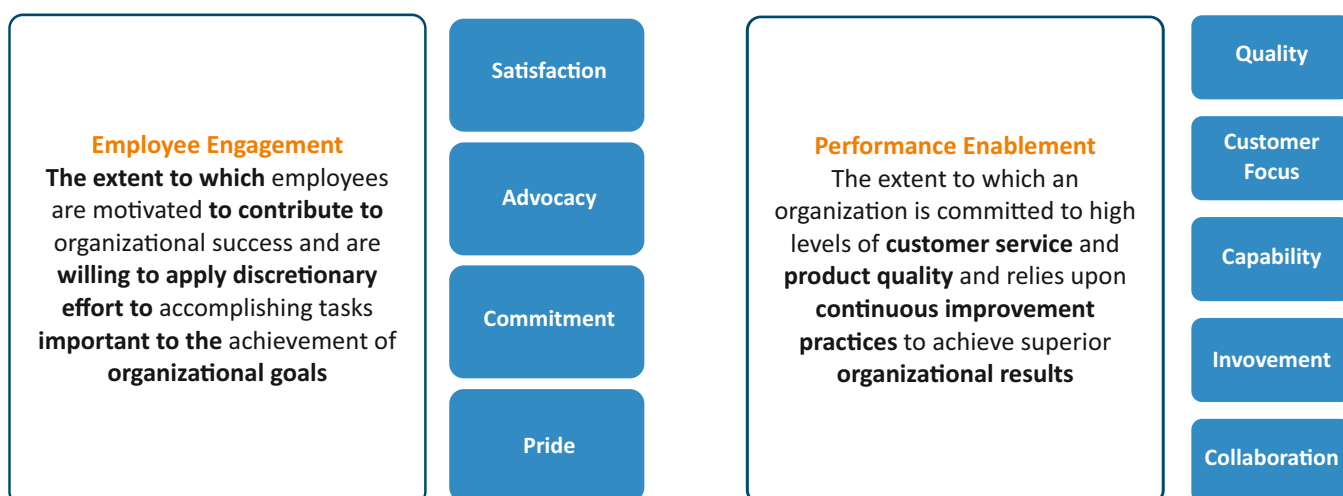 Employee Engagement
The extent to which employees
are motivated to contribute to
organizational success and are
willing to apply discretionary
effort to accomplishing tasks
important to the achievement of
organizational goals
Satisfaction
Advocacy
Commitment
Pride
Performance Enablement
The extent to which an
organization is committed to high
levels of customer service and
product quality and relies upon
continuous improvement
practices to achieve superior
organizational results
Quality
Customer
Focus
Capability
Invovement
Collaboration